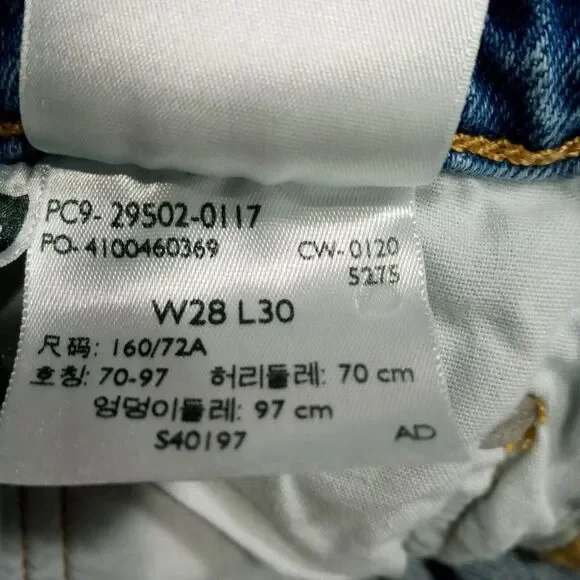 PC9- 29502-0117
PO- 4100460369 CW- 0120
5275
W28 L30
尺码: 160/72A
호칭: 70-97 허리둘레: 70 cm
엉덩이둘레: 97 cm
S40197 AD